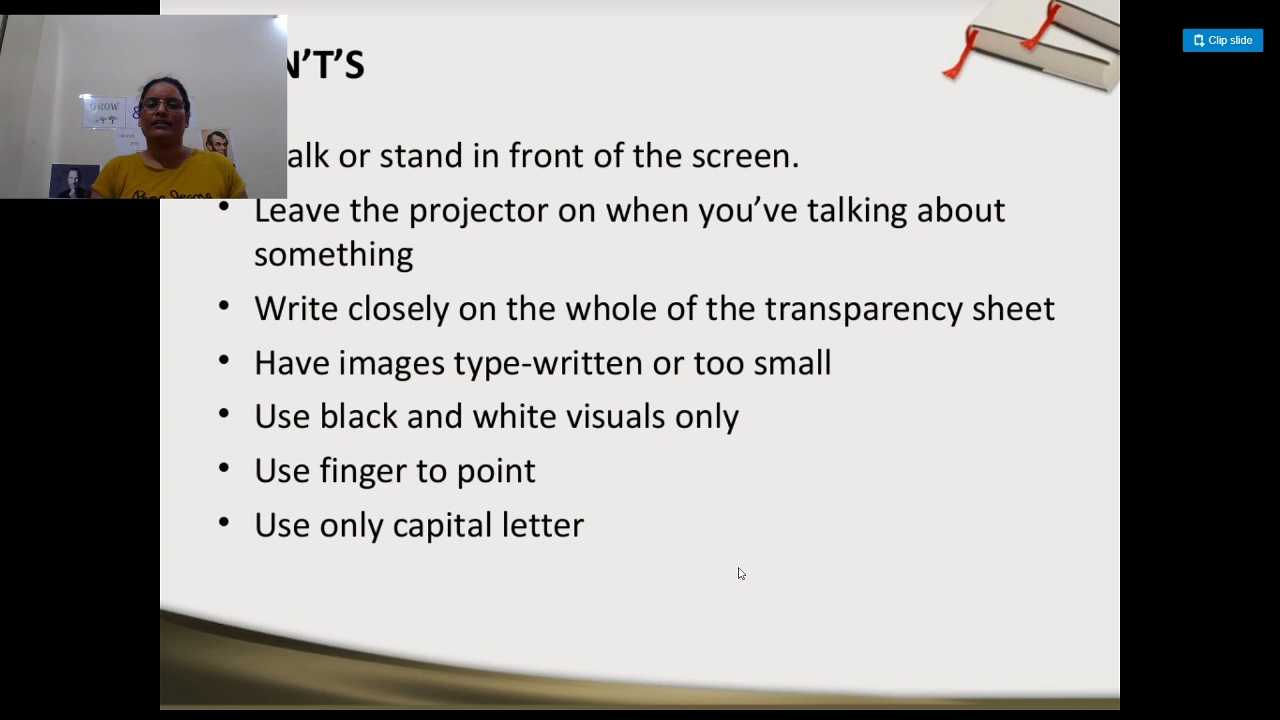 N’T’S
Clip slide
GROW
alk or stand in front of the screen.
• Leave the projector on when you’ve talking about
something
• Write closely on the whole of the transparency sheet
• Have images type-written or too small
• Use black and white visuals only
• Use finger to point
• Use only capital letter